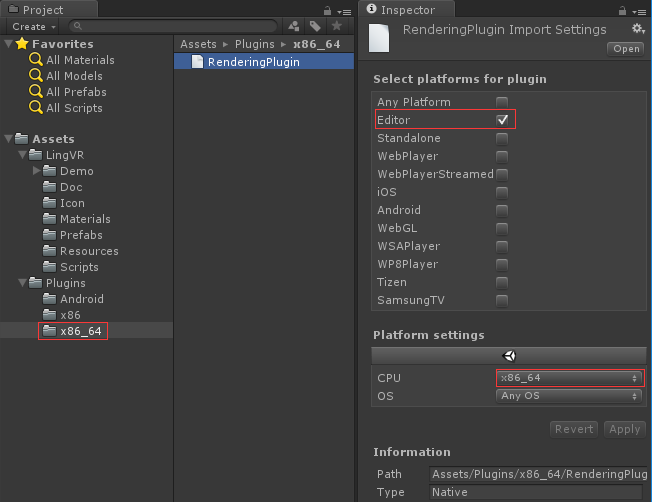 Project
Create
Favorites
All Materials
All Models
All Prefabs
All Scripts
Assets
LingVR
Demo
Doc
Icon
Materials
Prefabs
Resources
Scripts
Plugins
Android
x86
x86_64
Assets Plugins x86_64
RenderingPlugin
Inspector
RenderingPlugin Import Settings
Open
Select platforms for plugin
Any Platform
Editor
Standalone
WebPlayer
WebPlayerStreamed
iOS
Android
WebGL
WSAPlayer
WP8Player
Tizen
SamsungTV
Platform settings
CPU x86_64
OS Any OS
Revert Apply
Information
Path Assets/Plugins/x86_64/RenderingPlug
Type Native